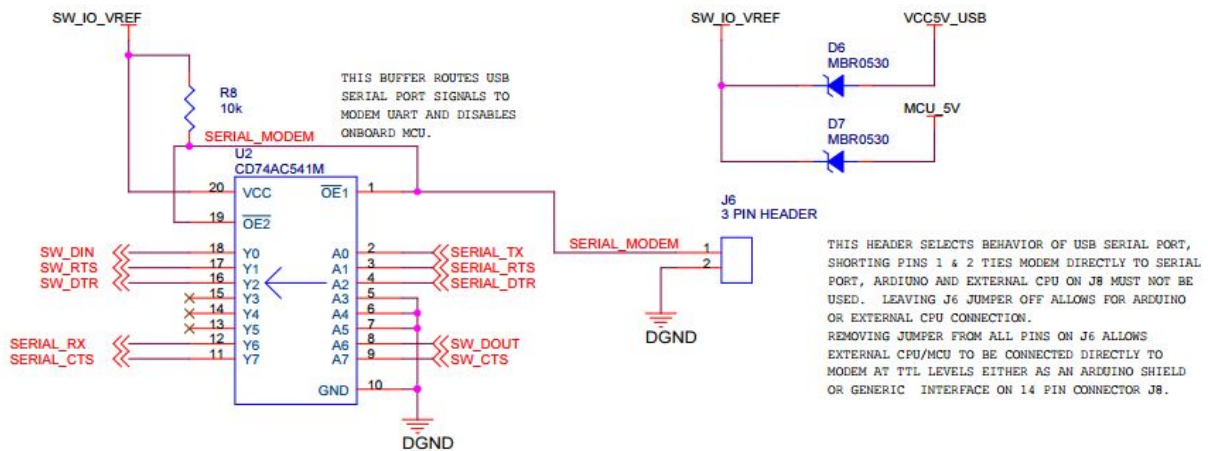 SW_IO_VREF
R8
10k
THIS BUFFER ROUTES USB
SERIAL PORT SIGNALS TO
MODEM UART AND DISABLES
ONBOARD MCU.
SERIAL_MODEM
U2
CD74AC541M
20 VCC OE1 1
19 OE2
SW_DIN 18 Y0 A0 2 SERIAL_TX
SW_RTS 17 Y1 A1 3 SERIAL_RTS
SW_DTR 16 Y2 A2 4 SERIAL_DTR
15 Y3 A3 5
14 Y4 A4 6
13 Y5 A5 7
SERIAL_RX 12 Y6 A6 8 SW_DOUT
SERIAL_CTS 11 Y7 A7 9 SW_CTS
GND 10
DGND
SW_IO_VREF
VCC5V_USB
D6
MBR0530
MCU_5V
D7
MBR0530
J6
3 PIN HEADER
SERIAL_MODEM 1
2
DGND
THIS HEADER SELECTS BEHAVIOR OF USB SERIAL PORT,
SHORTING PINS 1 & 2 TIES MODEM DIRECTLY TO SERIAL
PORT, ARDIUNO AND EXTERNAL CPU ON J8 MUST NOT BE
USED. LEAVING J6 JUMPER OFF ALLOWS FOR ARDUINO
OR EXTERNAL CPU CONNECTION.
REMOVING JUMPER FROM ALL PINS ON J6 ALLOWS
EXTERNAL CPU/MCU TO BE CONNECTED DIRECTLY TO
MODEM AT TTL LEVELS EITHER AS AN ARDUINO SHIELD
OR GENERIC INTERFACE ON 14 PIN CONNECTOR J8.